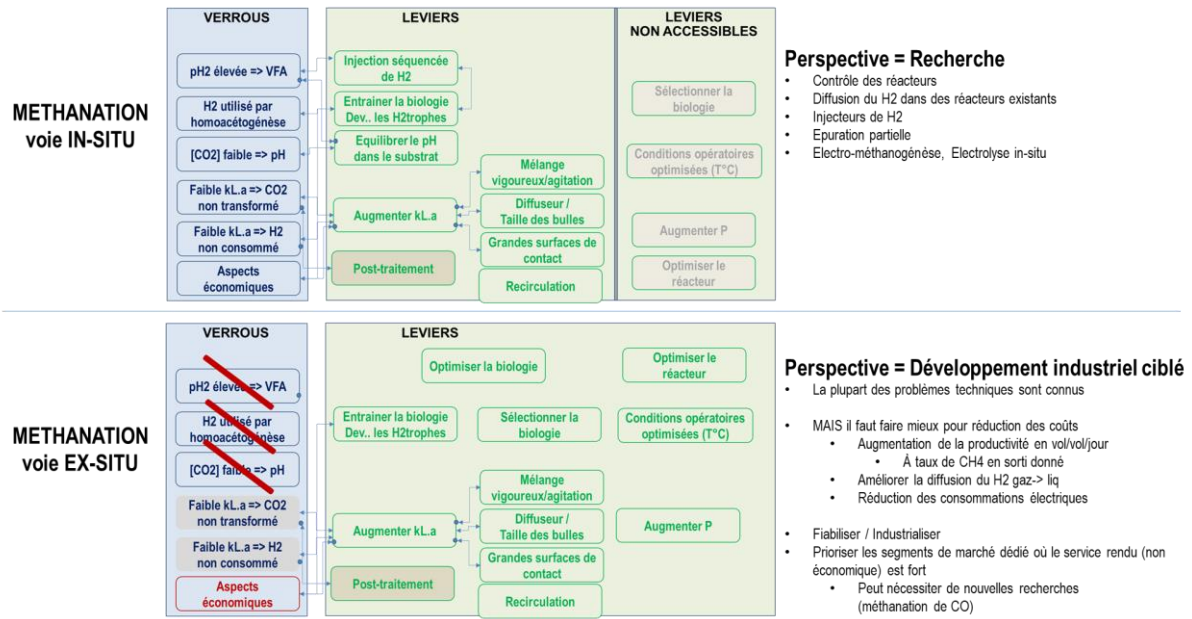 VERROUS
LEVIERS
LEVIERS
NON ACCESSIBLES
METHANATION
voie IN-SITU
pH2 élevée => VFA
H2 utilisé par
homoacétogénèse
[CO2] faible => pH
Faible kL.a => CO2
non transformé
Faible kL.a => H2
non consommé
Aspects
économiques
Injection séquencée
de H2
Entrainer la biologie
Dev.. les H2trophes
Equilibrer le pH
dans le substrat
Augmenter kL.a
Post-traitement
Mélange
vigoureux/agitation
Diffuseur /
Taille des bulles
Grandes surfaces de
contact
Recirculation
Sélectionner la
biologie
Conditions opératoires
optimisées (T°C)
Augmenter P
Optimiser le
réacteur
Perspective = Recherche
• Contrôle des réacteurs
• Diffusion du H2 dans des réacteurs existants
• Injecteurs de H2
• Epuration partielle
• Electro-méthanogénèse, Electrolyse in-situ
VERROUS
LEVIERS
METHANATION
voie EX-SITU
pH2 élevée => VFA
H2 utilisé par
homoacétogénèse
[CO2] faible => pH
Faible kL.a => CO2
non transformé
Faible kL.a => H2
non consommé
Aspects
économiques
Optimiser la biologie
Optimiser le
réacteur
Entrainer la biologie
Dev.. les H2trophes
Sélectionner la
biologie
Conditions opératoires
optimisées (T°C)
Augmenter kL.a
Post-traitement
Mélange
vigoureux/agitation
Diffuseur /
Taille des bulles
Grandes surfaces de
contact
Recirculation
Augmenter P
Perspective = Développement industriel ciblé
• La plupart des problèmes techniques sont connus
• MAIS il faut faire mieux pour réduction des coûts
• Augmentation de la productivité en vol/vol/jour
• À taux de CH4 en sorti donné
• Améliorer la diffusion du H2 gaz-> liq
• Réduction des consommations électriques
• Fiabiliser / Industrialiser
• Prioriser les segments de marché dédié où le service rendu (non
économique) est fort
• Peut nécessiter de nouvelles recherches
(méthanation de CO)